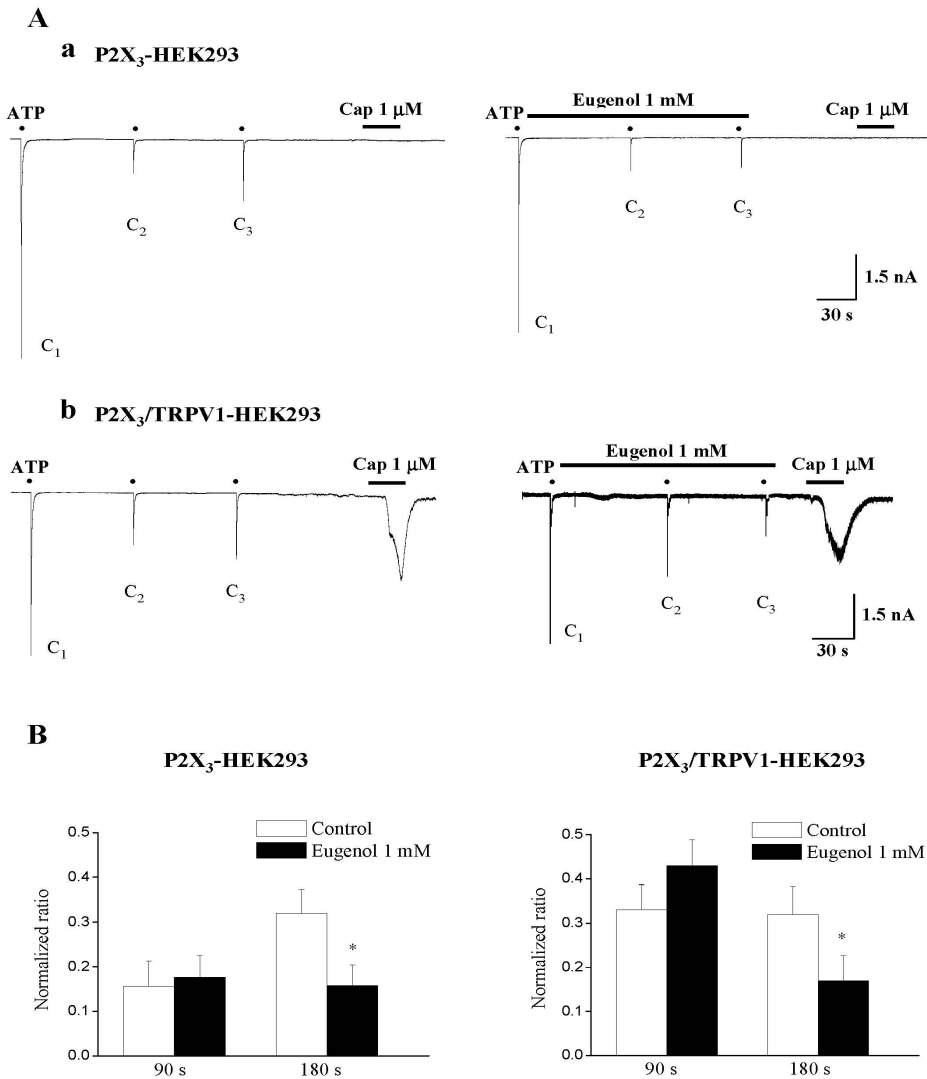 A
a P2X₃-HEK293
ATP
Cap 1 μM
C₁
C₂
C₃
ATP
Eugenol 1 mM
Cap 1 μM
C₁
C₂
C₃
1.5 nA
30 s
b P2X₃/TRPV1-HEK293
ATP
Cap 1 μM
C₁
C₂
C₃
ATP
Eugenol 1 mM
Cap 1 μM
C₁
C₂
C₃
1.5 nA
30 s
B
P2X₃-HEK293
Normalized ratio
0.5
0.4
0.3
0.2
0.1
0.0
Control
Eugenol 1 mM
*
90 s
180 s
P2X₃/TRPV1-HEK293
Normalized ratio
0.5
0.4
0.3
0.2
0.1
0.0
Control
Eugenol 1 mM
*
90 s
180 s